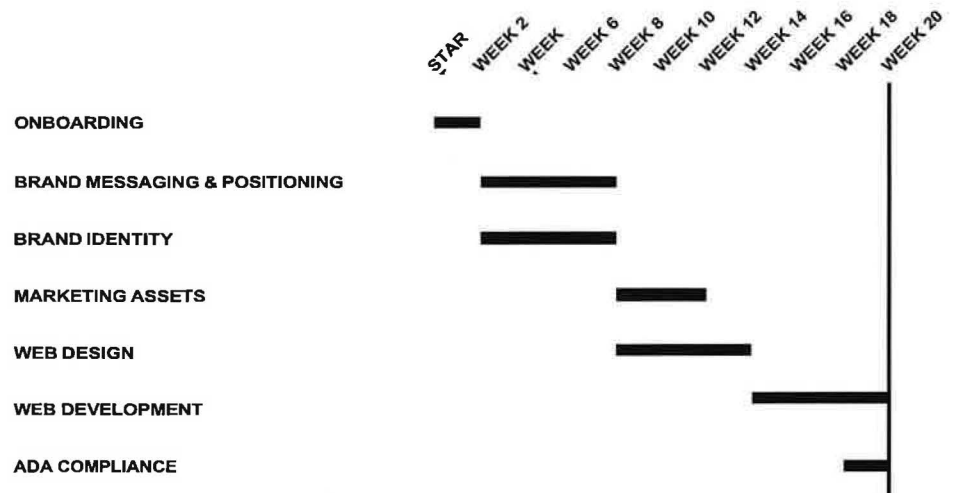 STAR
WEEK 2
WEEK
WEEK 6
WEEK 8
WEEK 10
WEEK 12
WEEK 14
WEEK 16
WEEK 18
WEEK 20
ONBOARDING
BRAND MESSAGING & POSITIONING
BRAND IDENTITY
MARKETING ASSETS
WEB DESIGN
WEB DEVELOPMENT
ADA COMPLIANCE